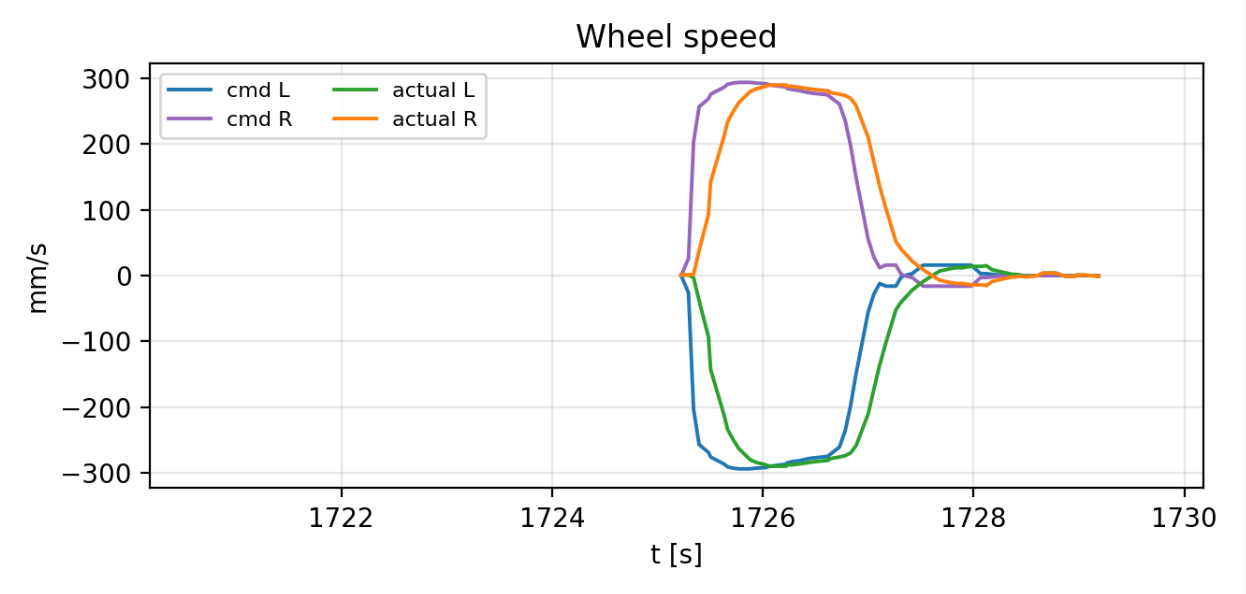 Wheel speed
cmd L
cmd R
actual L
actual R
300
200
100
0
−100
−200
−300
mm/s
1722
1724
1726
1728
1730
t [s]